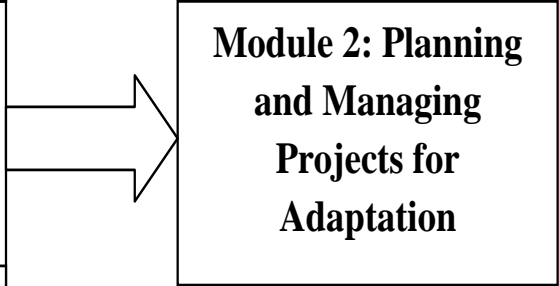 Module 2: Planning
and Managing
Projects for
Adaptation